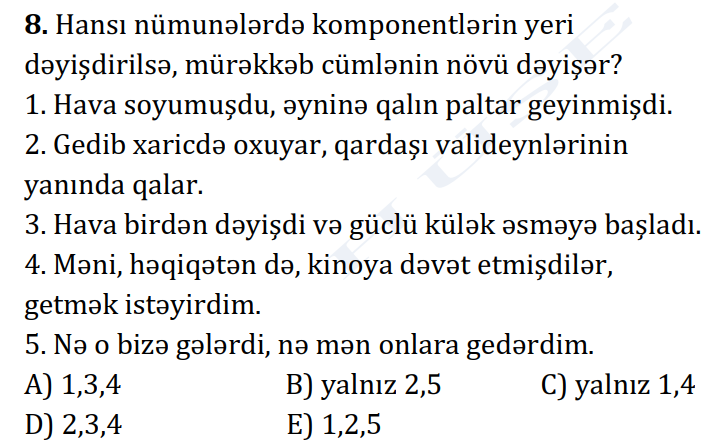 8. Hansı nümunələrdə komponentlərin yeri
dəyişdirilsə, mürəkkəb cümlənin növü dəyişər?
1. Hava soyumuşdu, əyninə qalın paltar geyinmişdi.
2. Gedib xaricdə oxuyar, qardaşı valideynlərinin
yanında qalar.
3. Hava birdən dəyişdi və güclü külək əsməyə başladı.
4. Məni, həqiqətən də, kinoya dəvət etmişdilər,
getmək istəyirdim.
5. Nə o bizə gələrdi, nə mən onlara gedərdim.
A) 1,3,4 B) yalnız 2,5 C) yalnız 1,4
D) 2,3,4 E) 1,2,5